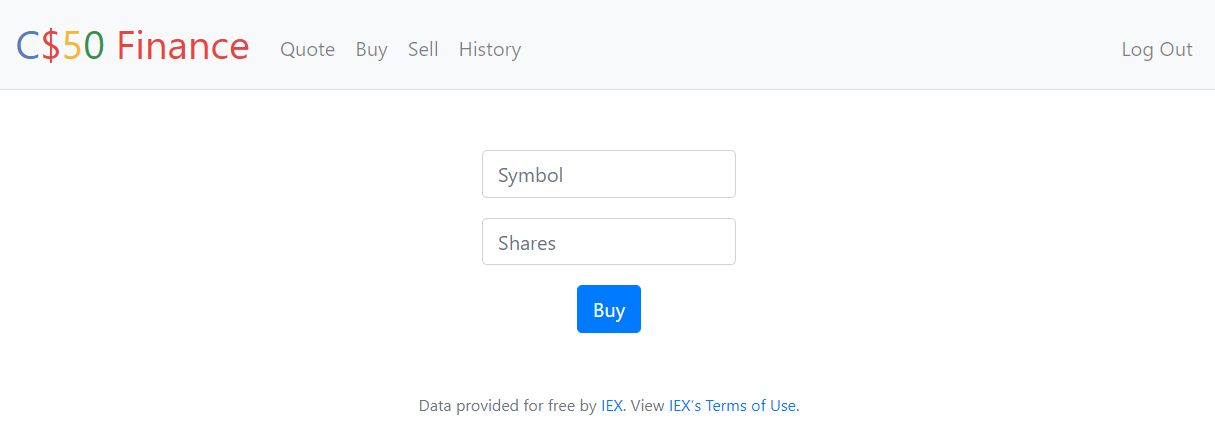 C$50 Finance Quote Buy Sell History Log Out
Symbol
Shares
Buy
Data provided for free by IEX. View IEX's Terms of Use.